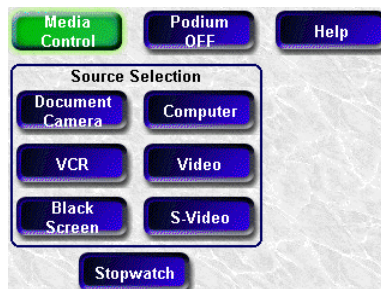 Media
Control
Podium
OFF
Help
Source Selection
Document
Camera
Computer
VCR
Video
Black
Screen
S-Video
Stopwatch